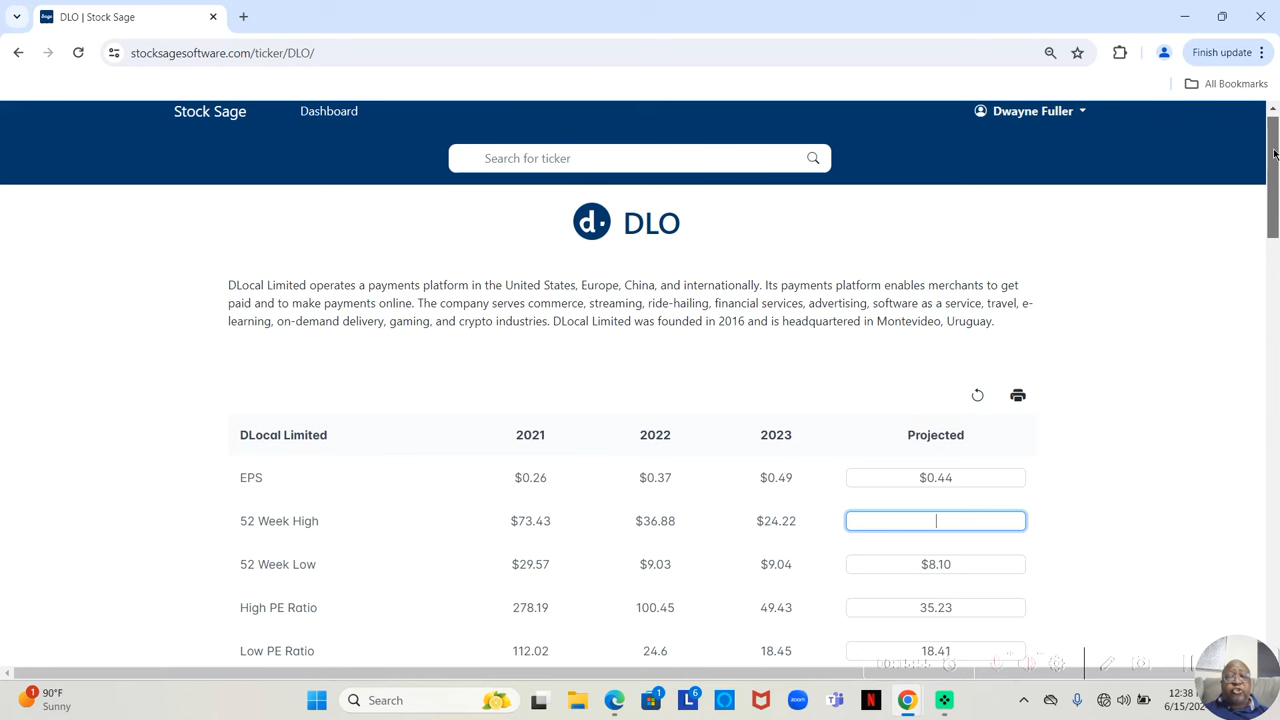 DLO | Stock Sage
stocksagesoftware.com/ticker/DLO/
Finish update
All Bookmarks
Stock Sage
Dashboard
Dwayne Fuller
Search for ticker
d.
DLO
DLocal Limited operates a payments platform in the United States, Europe, China, and internationally. Its payments platform enables merchants to get
paid and to make payments online. The company serves commerce, streaming, ride-hailing, financial services, advertising, software as a service, travel, e-
learning, on-demand delivery, gaming, and crypto industries. DLocal Limited was founded in 2016 and is headquartered in Montevideo, Uruguay.
DLocal Limited 2021 2022 2023 Projected
EPS $0.26 $0.37 $0.49 $0.44
52 Week High $73.43 $36.88 $24.22
52 Week Low $29.57 $9.03 $9.04 $8.10
High PE Ratio 278.19 100.45 49.43 35.23
Low PE Ratio 112.02 24.6 18.45 18.41
1
90°F
Sunny
Search
1
6
12:38